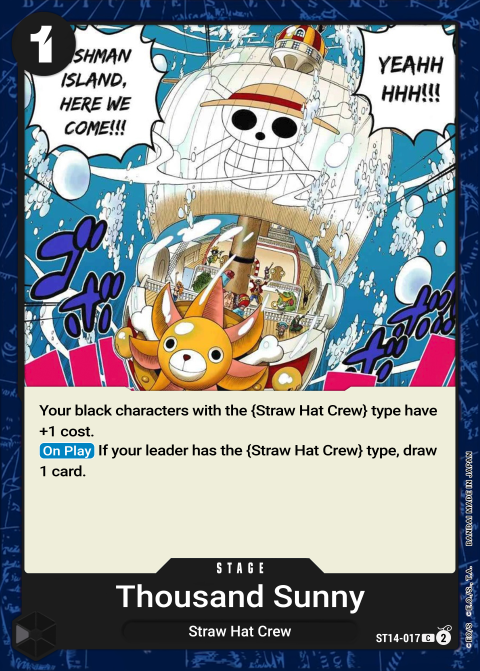 1
SHMAN
ISLAND,
HERE WE
COME!!!
YEAHH
HHH!!!
Your black characters with the {Straw Hat Crew} type have
+1 cost.
On Play If your leader has the {Straw Hat Crew} type, draw
1 card.
BANDAI MADE IN JAPAN
©E.O/S., T.A.
STAGE
Thousand Sunny
Straw Hat Crew
ST14-017 C 2